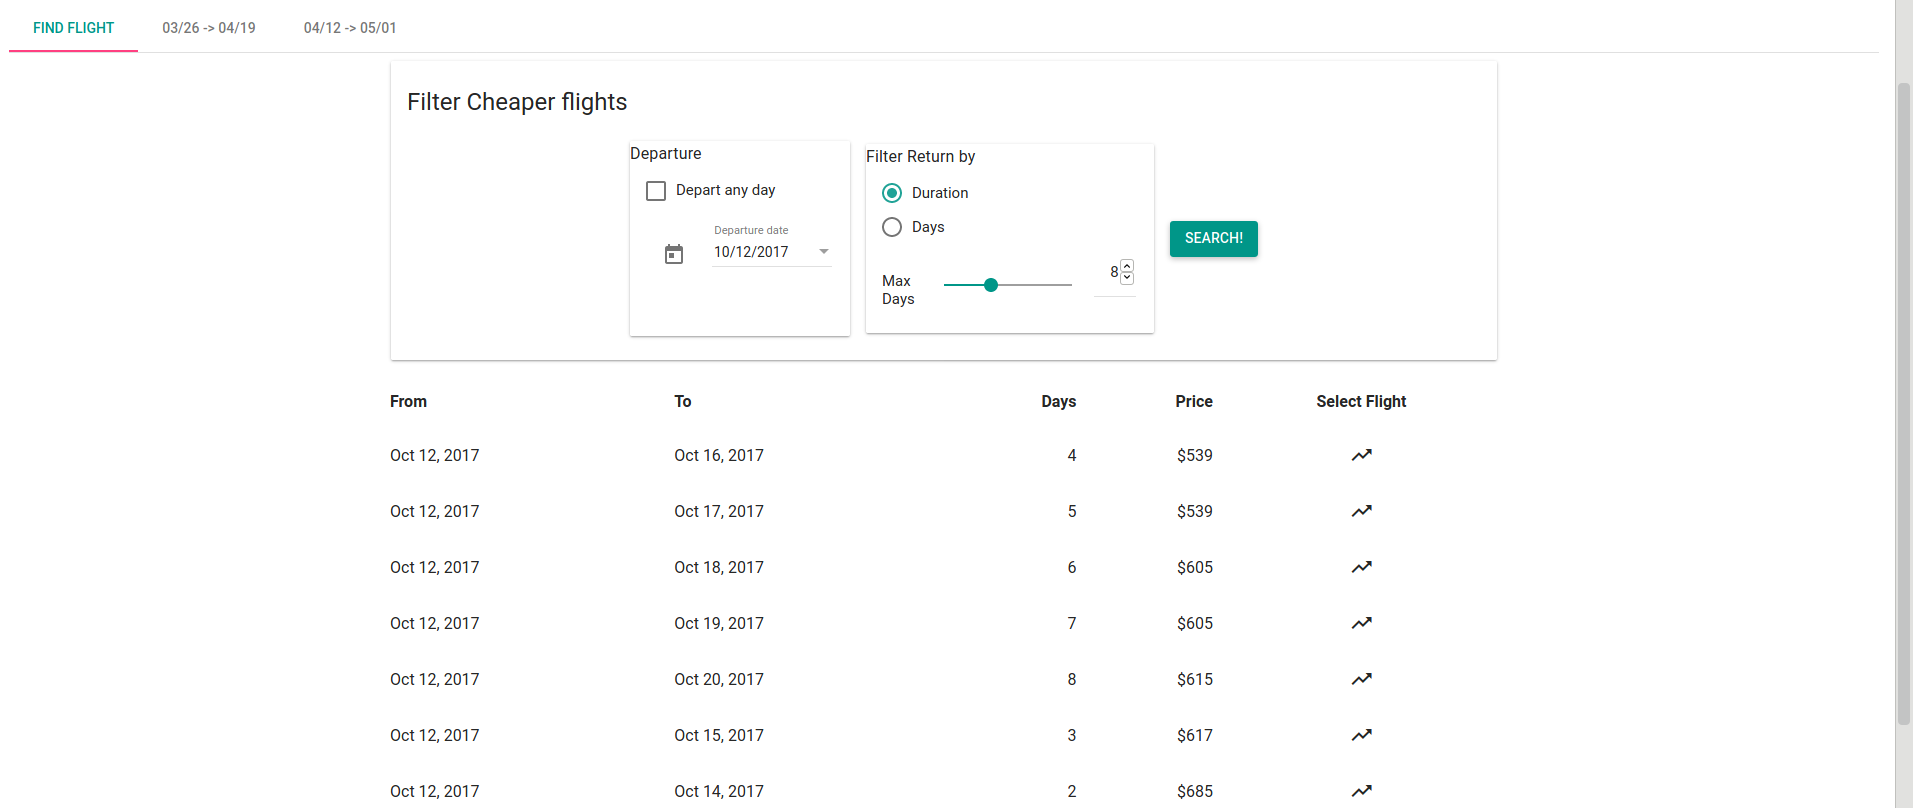 FIND FLIGHT 03/26 -> 04/19 04/12 -> 05/01
Filter Cheaper flights
Departure
Depart any day
Departure date
10/12/2017
Filter Return by
Duration
Days
Max
Days
8
SEARCH!
From To Days Price Select Flight
Oct 12, 2017 Oct 16, 2017 4 $539
Oct 12, 2017 Oct 17, 2017 5 $539
Oct 12, 2017 Oct 18, 2017 6 $605
Oct 12, 2017 Oct 19, 2017 7 $605
Oct 12, 2017 Oct 20, 2017 8 $615
Oct 12, 2017 Oct 15, 2017 3 $617
Oct 12, 2017 Oct 14, 2017 2 $685